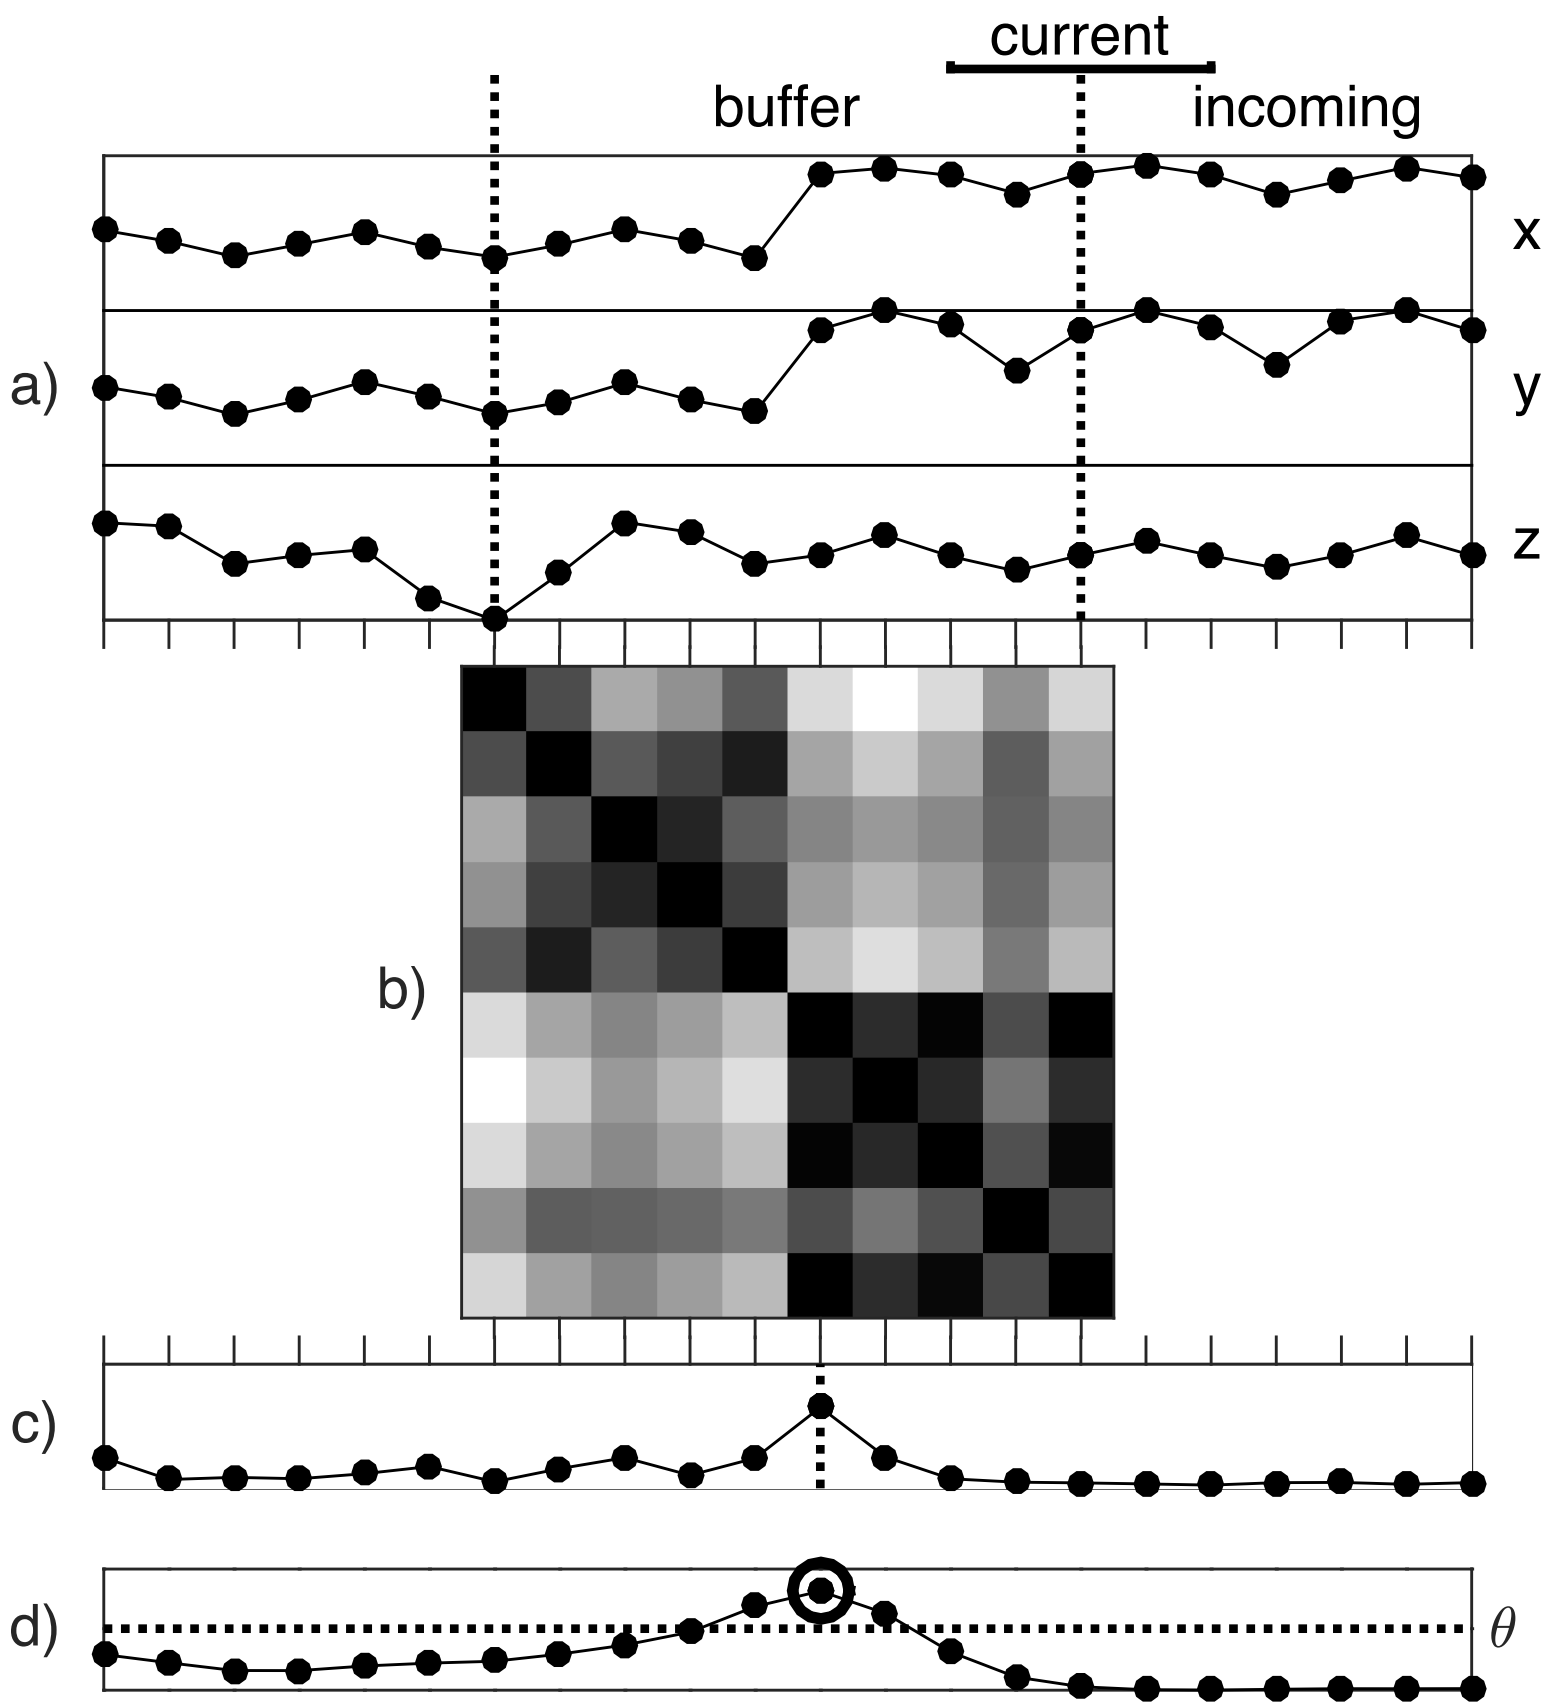 current
buffer
incoming
x
a)
y
z
b)
c)
d)
θ